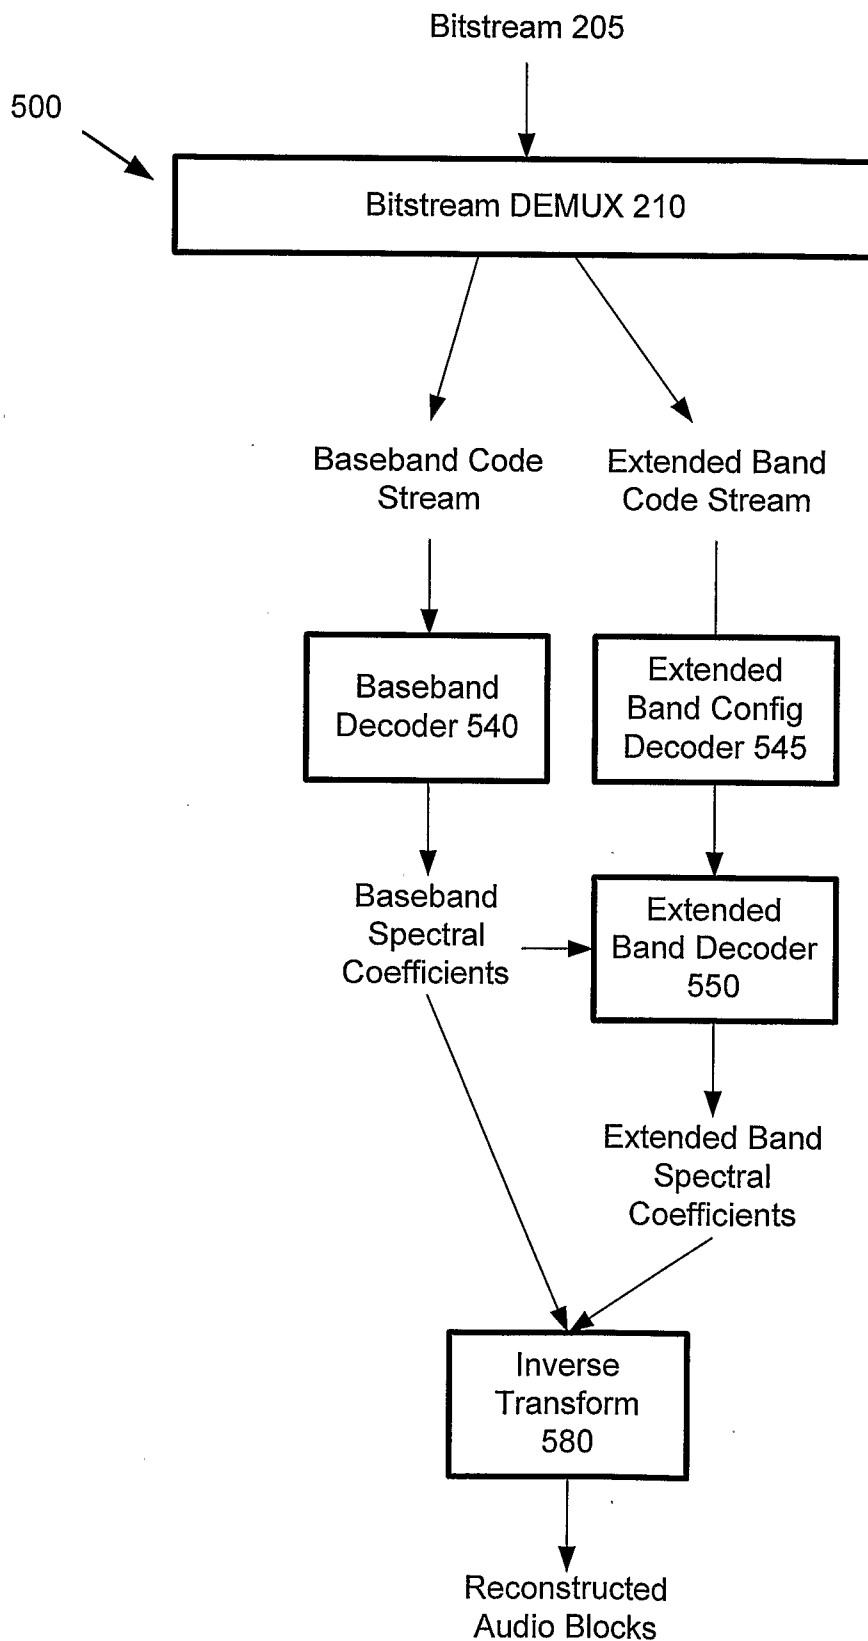 Bitstream 205
500
Bitstream DEMUX 210
Baseband Code
Stream
Extended Band
Code Stream
Baseband
Decoder 540
Extended
Band Config
Decoder 545
Baseband
Spectral
Coefficients
Extended
Band Decoder
550
Extended Band
Spectral
Coefficients
Inverse
Transform
580
Reconstructed
Audio Blocks